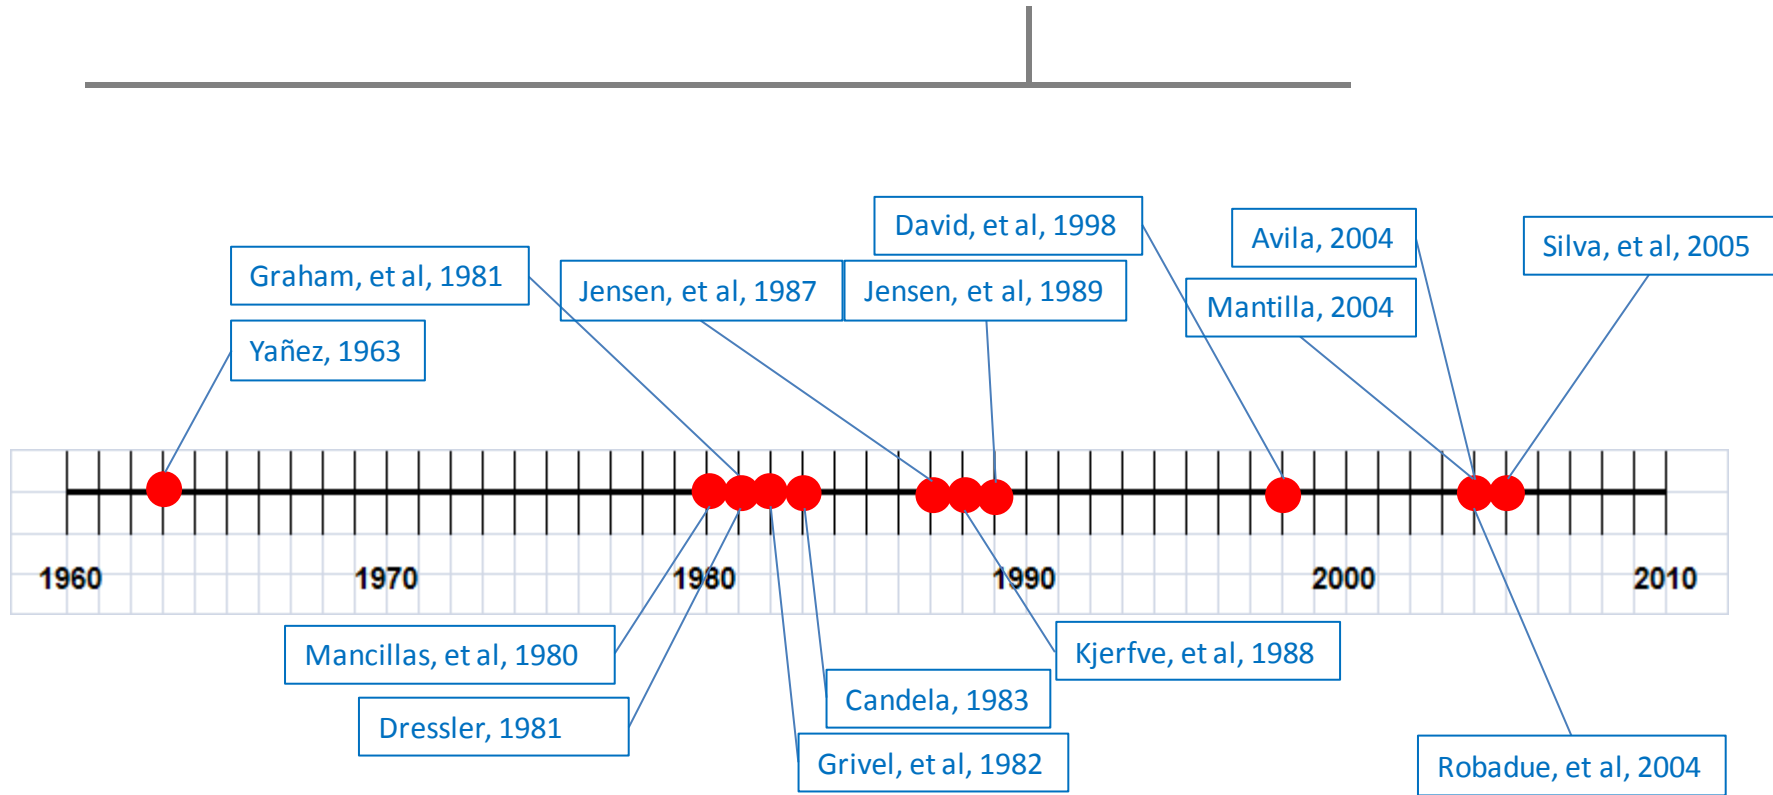 David, et al, 1998
Avila, 2004
Silva, et al, 2005
Graham, et al, 1981
Jensen, et al, 1987
Jensen, et al, 1989
Mantilla, 2004
Yañez, 1963
1960
1970
1980
1990
2000
2010
Mancillas, et al, 1980
Kjerfve, et al, 1988
Candela, 1983
Dressler, 1981
Grivel, et al, 1982
Robadue, et al, 2004